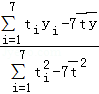 7
∑ tᵢyᵢ−7t̄ȳ
i=1
7
∑ tᵢ²−7t̄²
i=1